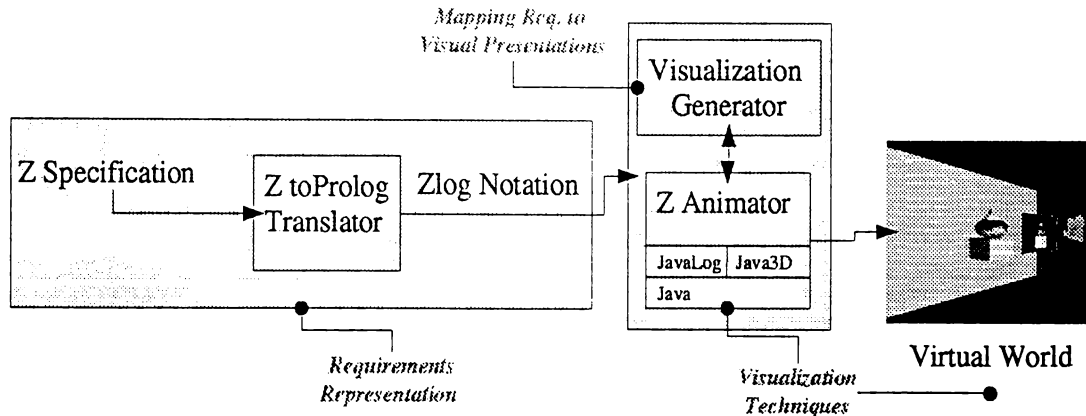 Mapping Req. to
Visual Presentations
Visualization
Generator
Z Specification
Z toProlog
Translator
Zlog Notation
Z Animator
JavaLog
Java3D
Java
Virtual World
Requirements
Representation
Visualization
Techniques